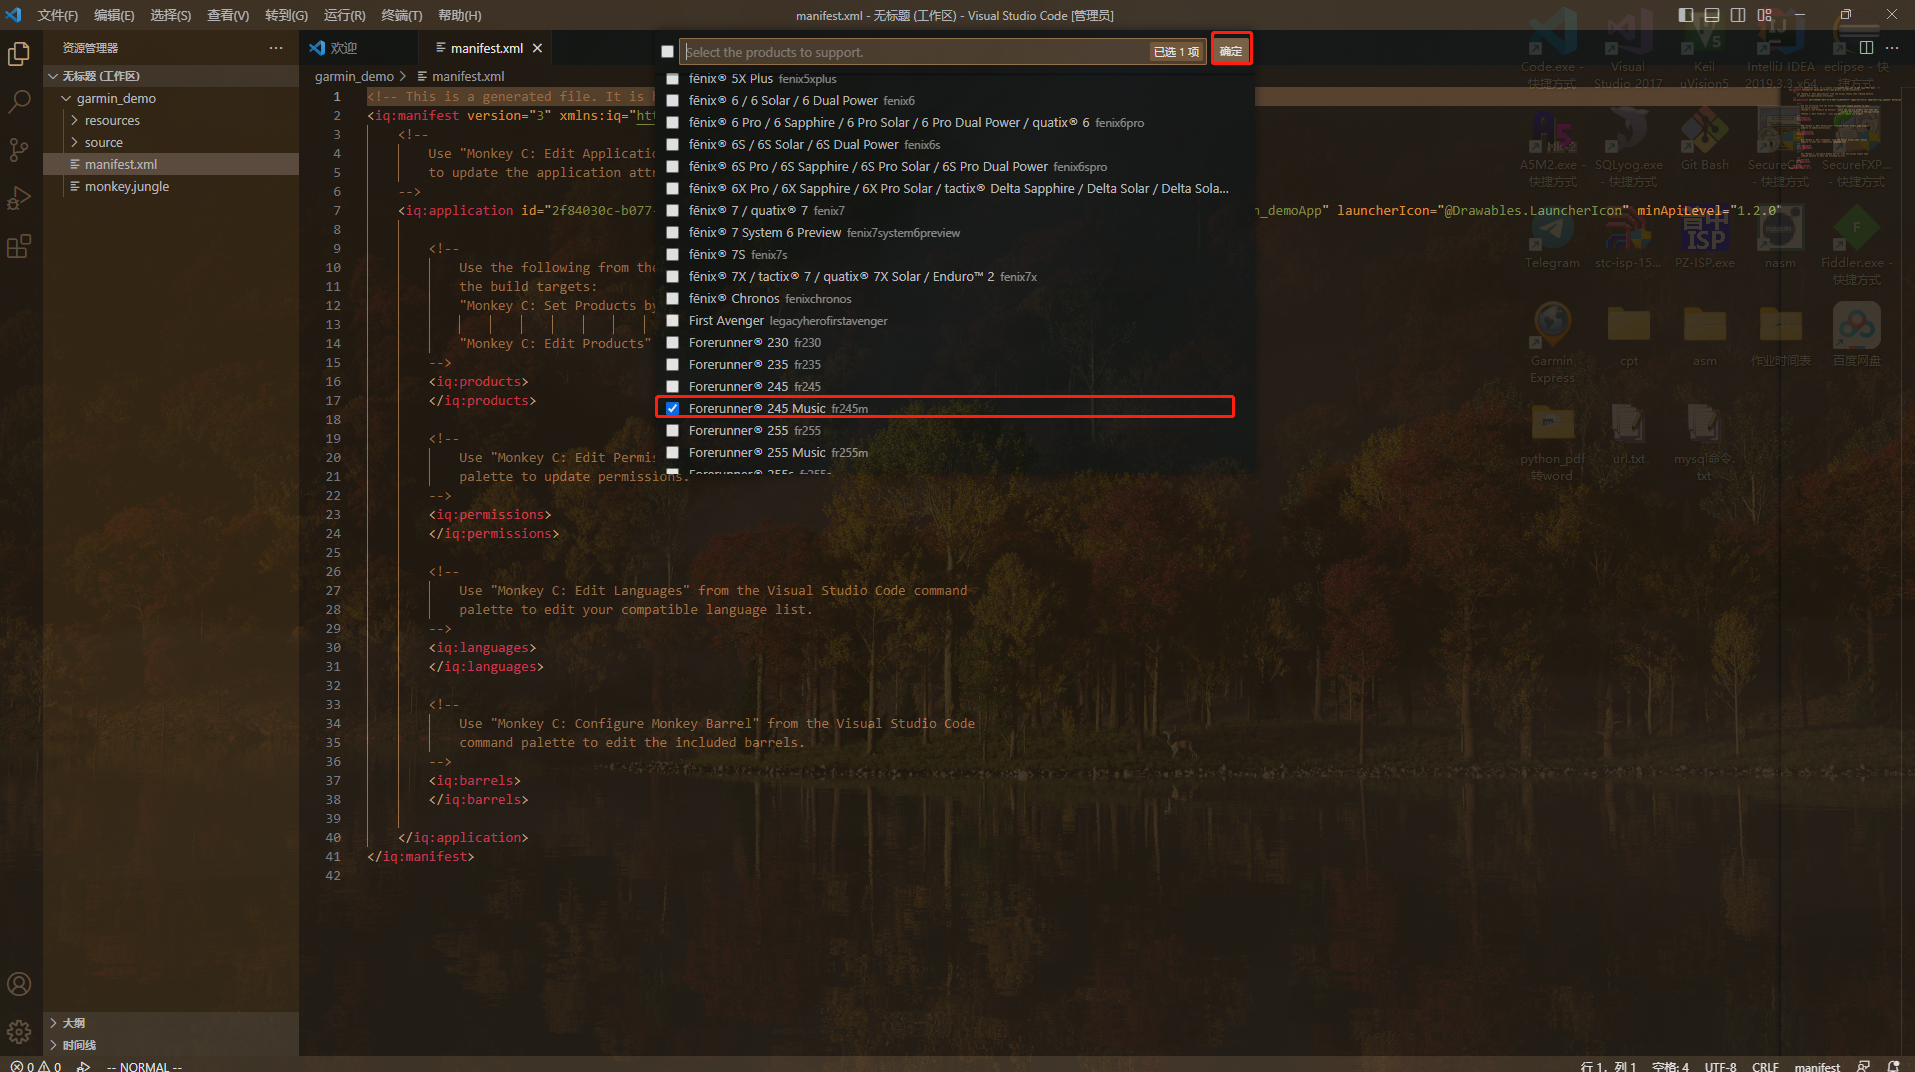 文件(F) 编辑(E) 选择(S) 查看(V) 转到(G) 运行(R) 终端(T) 帮助(H)
manifest.xml - 无标题 (工作区) - Visual Studio Code [管理员]
资源管理器
无标题 (工作区)
garmin_demo
resources
source
manifest.xml
monkey.jungle
大纲
时间线
欢迎
manifest.xml
garmin_demo > manifest.xml
Select the products to support.
已选 1 项
确定
fēnix® 5X Plus fenix5xplus
fēnix® 6 / 6 Solar / 6 Dual Power fenix6
fēnix® 6 Pro / 6 Sapphire / 6 Pro Solar / 6 Pro Dual Power / quatix® 6 fenix6pro
fēnix® 6S / 6S Solar / 6S Dual Power fenix6s
fēnix® 6S Pro / 6S Sapphire / 6S Pro Solar / 6S Pro Dual Power fenix6spro
fēnix® 6X Pro / 6X Sapphire / 6X Pro Solar / tactix® Delta Sapphire / Delta Solar / Delta Sola...
fēnix® 7 / quatix® 7 fenix7
fēnix® 7 System 6 Preview fenix7system6preview
fēnix® 7S fenix7s
fēnix® 7X / tactix® 7 / quatix® 7X Solar / Enduro™ 2 fenix7x
fēnix® Chronos fenixchronos
First Avenger legacyherofirstavenger
Forerunner® 230 fr230
Forerunner® 235 fr235
Forerunner® 245 fr245
Forerunner® 245 Music fr245m
Forerunner® 255 fr255
Forerunner® 255 Music fr255m
Forerunner® 255s fr255s
1 <!-- This is a generated file. It is
2 <iq:manifest version="3" xmlns:iq="htt
3 <!--
4 Use "Monkey C: Edit Applicatio
5 to update the application attr
6 -->
7 <iq:application id="2f84030c-b077- n_demoApp" launcherIcon="@Drawables.LauncherIcon" minApiLevel="1.2.0"
8
9 <!--
10 Use the following from the
11 the build targets:
12 "Monkey C: Set Products by
13
14 "Monkey C: Edit Products"
15 -->
16 <iq:products>
17 </iq:products>
18
19 <!--
20 Use "Monkey C: Edit Permis
21 palette to update permissions.
22 -->
23 <iq:permissions>
24 </iq:permissions>
25
26 <!--
27 Use "Monkey C: Edit Languages" from the Visual Studio Code command
28 palette to edit your compatible language list.
29 -->
30 <iq:languages>
31 </iq:languages>
32
33 <!--
34 Use "Monkey C: Configure Monkey Barrel" from the Visual Studio Code
35 command palette to edit the included barrels.
36 -->
37 <iq:barrels>
38 </iq:barrels>
39
40 </iq:application>
41 </iq:manifest>
42
Code.exe - 快捷方式
Visual Studio 2017
Keil uVision5
IntelliJ IDEA 2019.3.3 x64
eclipse - 快捷方式
A5M2.exe - 快捷方式
SQLyog.exe - 快捷方式
Git Bash
SecureC... - 快捷方式
SecureFXP... - 快捷方式
Telegram
stc-isp-15...
PZ-ISP.exe
nasm
Fiddler.exe - 快捷方式
Garmin Express
cpt
asm
作业时间表
百度网盘
python_pdf转word
url.txt
mysql命令.txt
0 0 -- NORMAL --
行 1，列 1 空格: 4 UTF-8 CRLF manifest